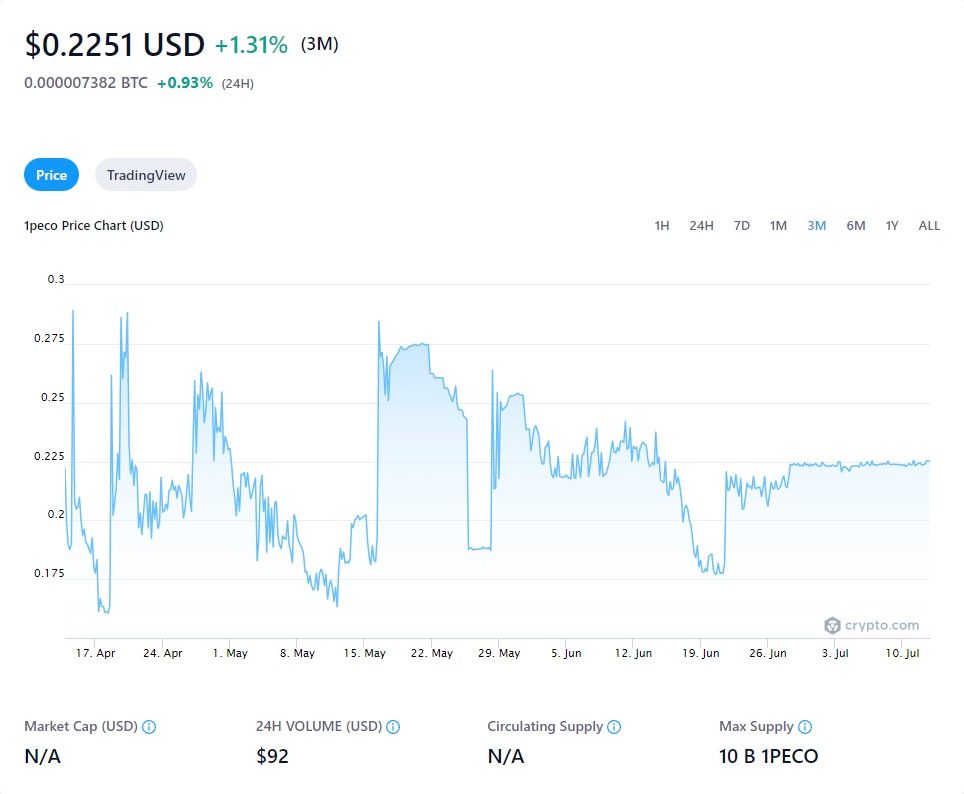 $0.2251 USD +1.31% (3M)
0.000007382 BTC +0.93% (24H)
Price TradingView
1peco Price Chart (USD) 1H 24H 7D 1M 3M 6M 1Y ALL
0.3
0.275
0.25
0.225
0.2
0.175
crypto.com
17. Apr 24. Apr 1. May 8. May 15. May 22. May 29. May 5. Jun 12. Jun 19. Jun 26. Jun 3. Jul 10. Jul
Market Cap (USD) 24H VOLUME (USD) Circulating Supply Max Supply
N/A $92 N/A 10 B 1PECO